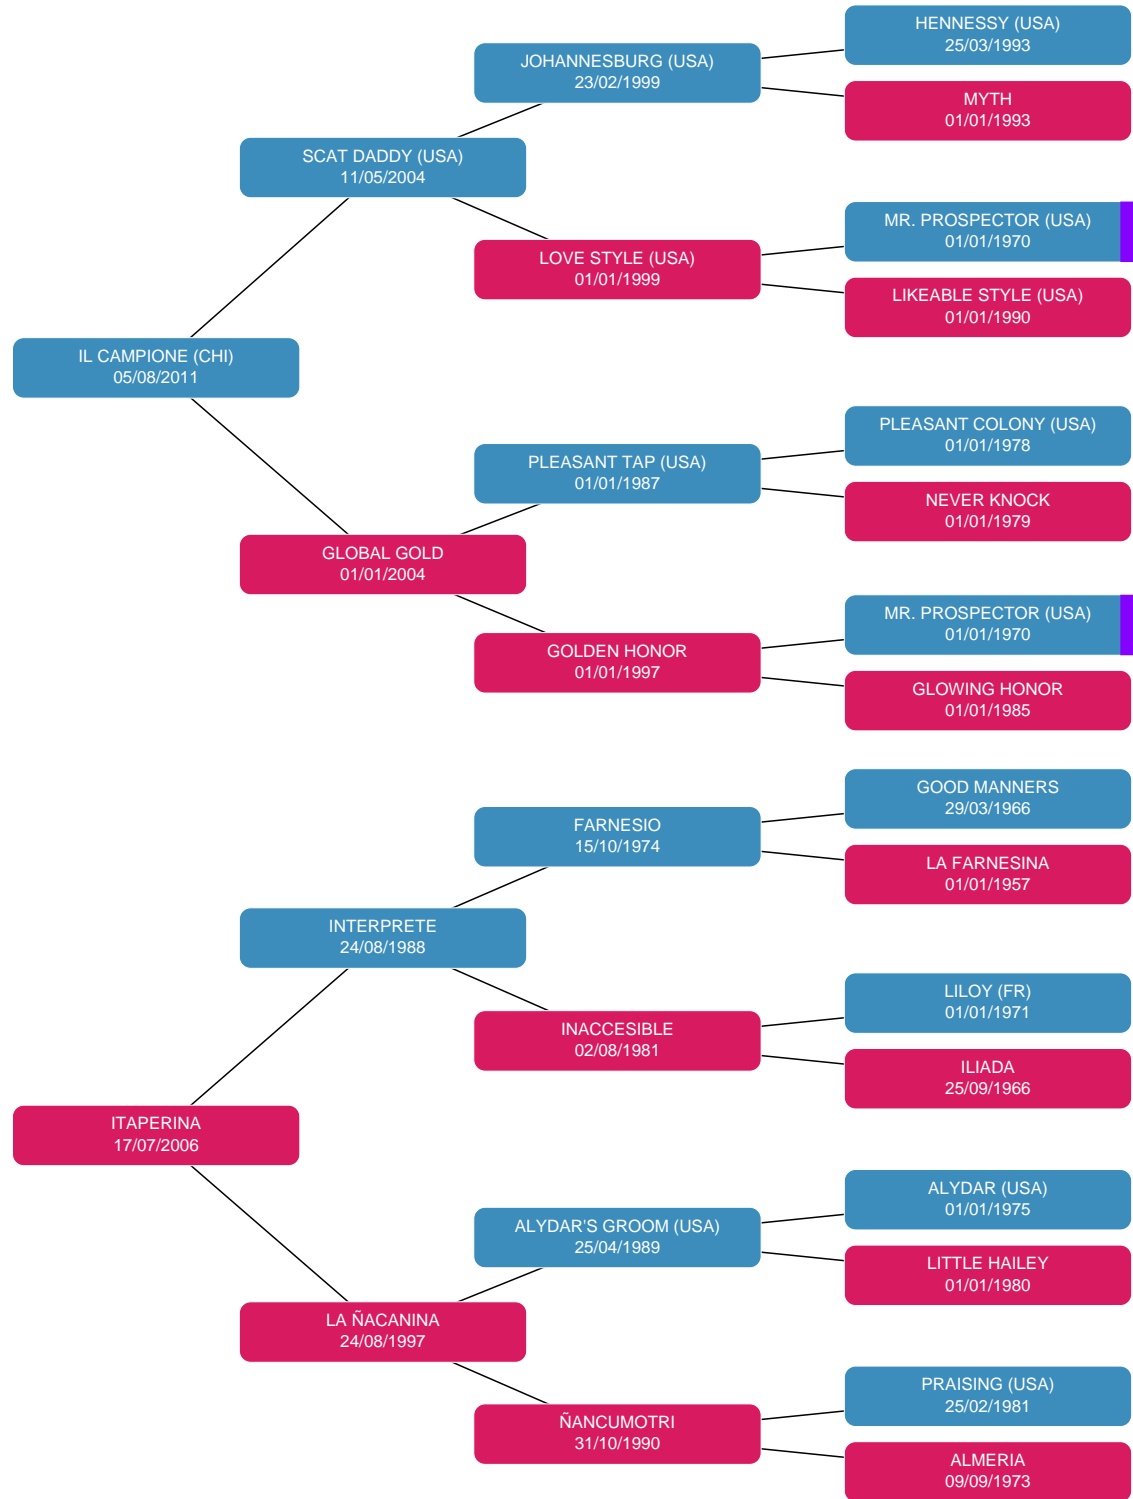 HENNESSY (USA)
25/03/1993
JOHANNESBURG (USA)
23/02/1999
MYTH
01/01/1993
SCAT DADDY (USA)
11/05/2004
MR. PROSPECTOR (USA)
01/01/1970
LOVE STYLE (USA)
01/01/1999
LIKEABLE STYLE (USA)
01/01/1990
IL CAMPIONE (CHI)
05/08/2011
PLEASANT COLONY (USA)
01/01/1978
PLEASANT TAP (USA)
01/01/1987
NEVER KNOCK
01/01/1979
GLOBAL GOLD
01/01/2004
MR. PROSPECTOR (USA)
01/01/1970
GOLDEN HONOR
01/01/1997
GLOWING HONOR
01/01/1985
GOOD MANNERS
29/03/1966
FARNESIO
15/10/1974
LA FARNESINA
01/01/1957
INTERPRETE
24/08/1988
LILOY (FR)
01/01/1971
INACCESIBLE
02/08/1981
ILIADA
25/09/1966
ITAPERINA
17/07/2006
ALYDAR (USA)
01/01/1975
ALYDAR'S GROOM (USA)
25/04/1989
LITTLE HAILEY
01/01/1980
LA ÑACANINA
24/08/1997
PRAISING (USA)
25/02/1981
ÑANCUMOTRI
31/10/1990
ALMERIA
09/09/1973